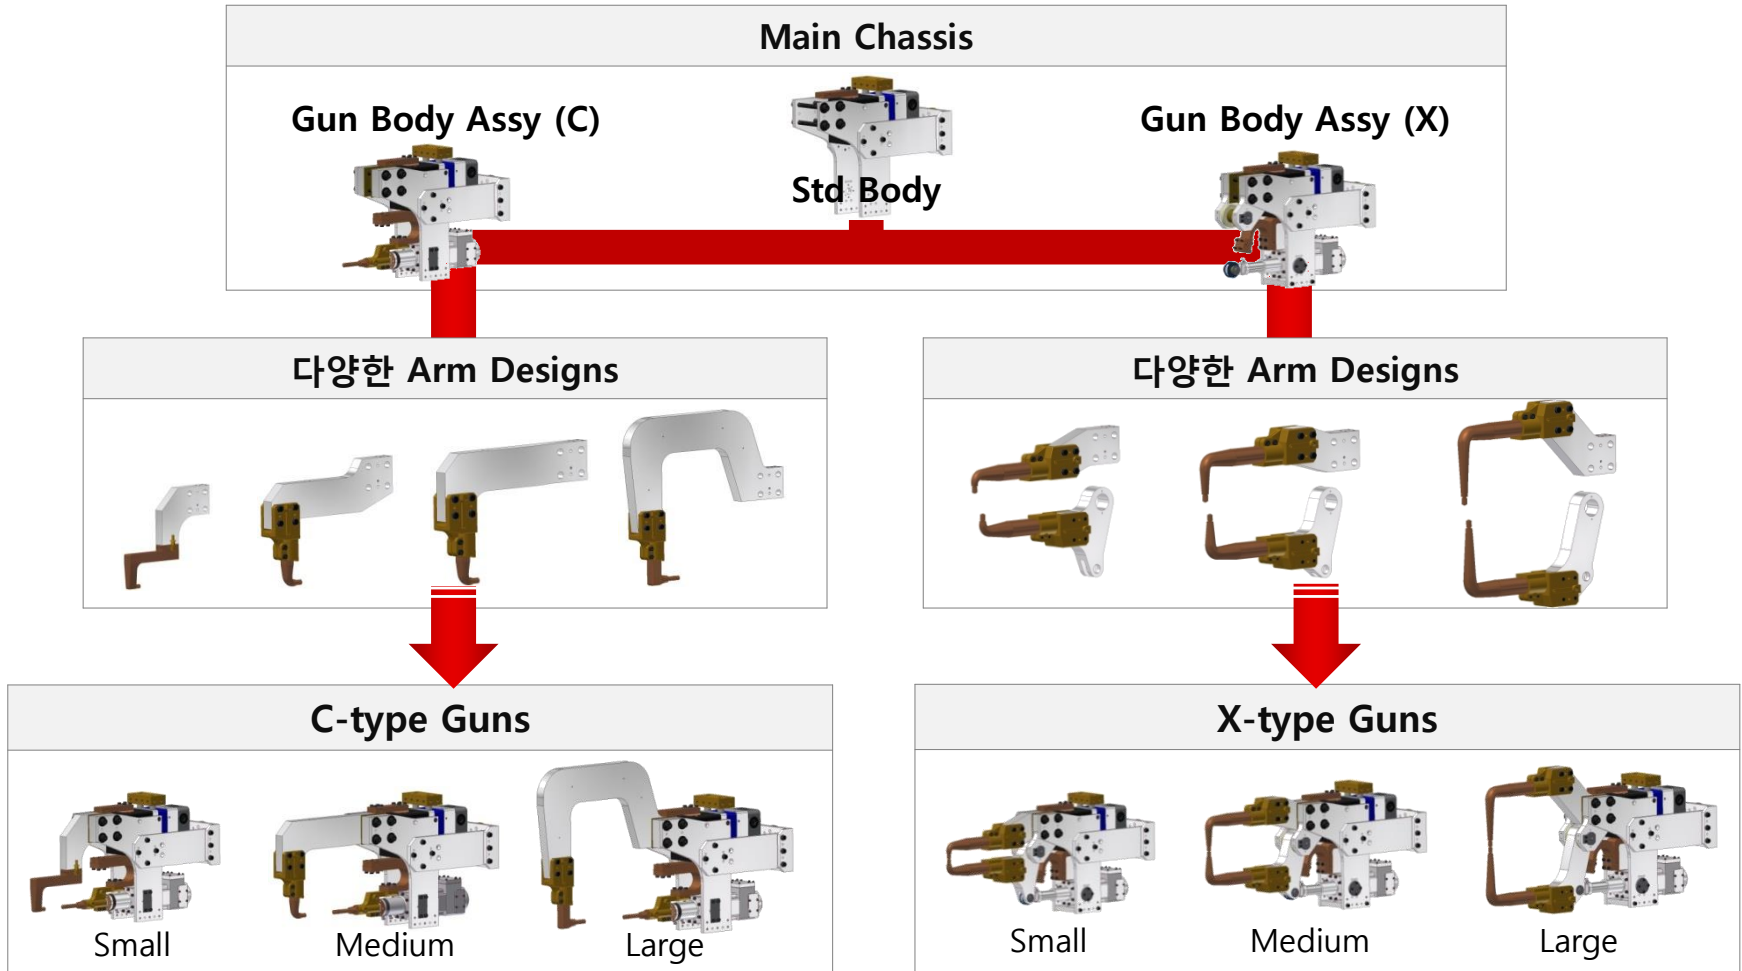 Main Chassis
Gun Body Assy (C)
Gun Body Assy (X)
Std Body
다양한 Arm Designs
다양한 Arm Designs
C-type Guns
X-type Guns
Small
Medium
Large
Small
Medium
Large